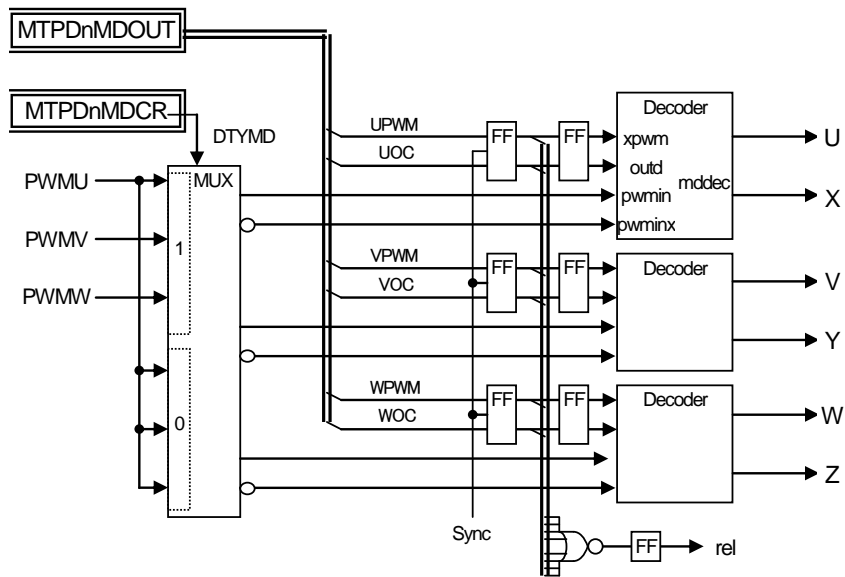 MTPDnMDOUT
MTPDnMDCR
DTYMD
PWMU
PWMV
PWMW
MUX
1
0
UPWM
UOC
FF
FF
Decoder
xpwm
outd
mddec
pwmin
pwminx
U
X
VPWM
VOC
FF
FF
Decoder
V
Y
WPWM
WOC
FF
FF
Decoder
W
Z
Sync
FF
rel